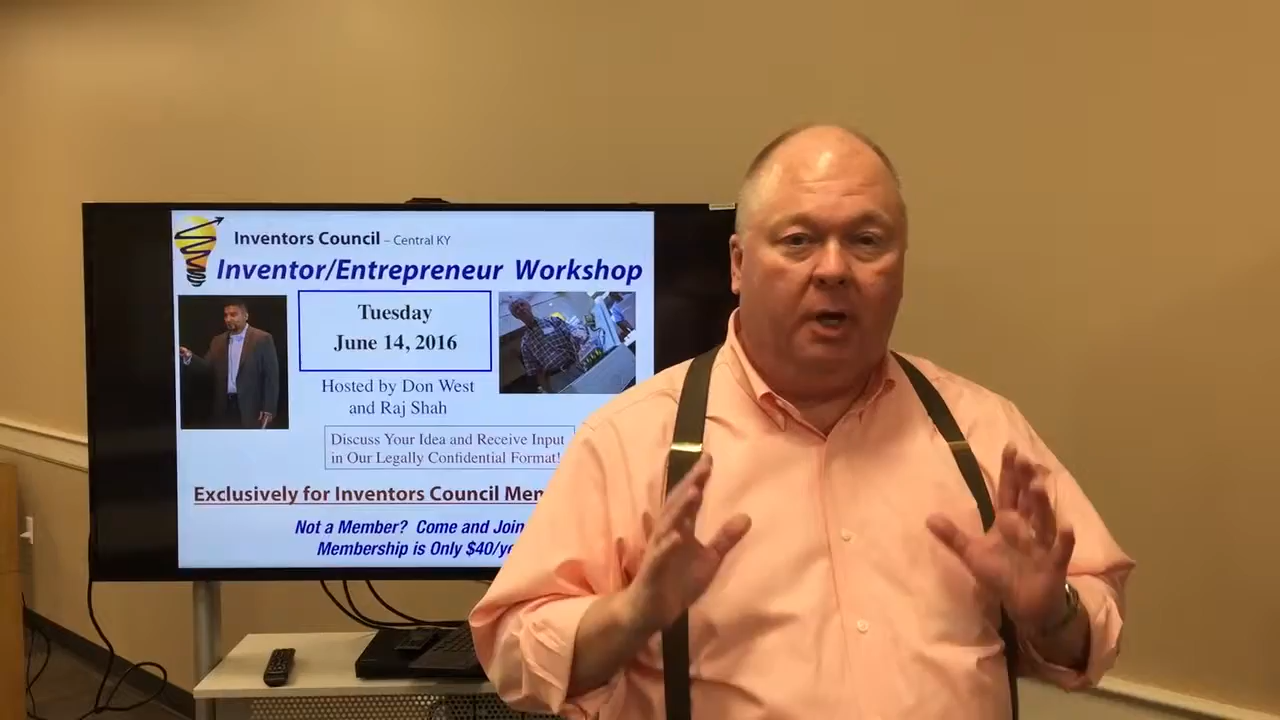 Inventors Council – Central KY
Inventor/Entrepreneur Workshop
Tuesday
June 14, 2016
Hosted by Don West
and Raj Shah
Discuss Your Idea and Receive Input
in Our Legally Confidential Format!
Exclusively for Inventors Council
Not a Member? Come and Join
Membership is Only $40/